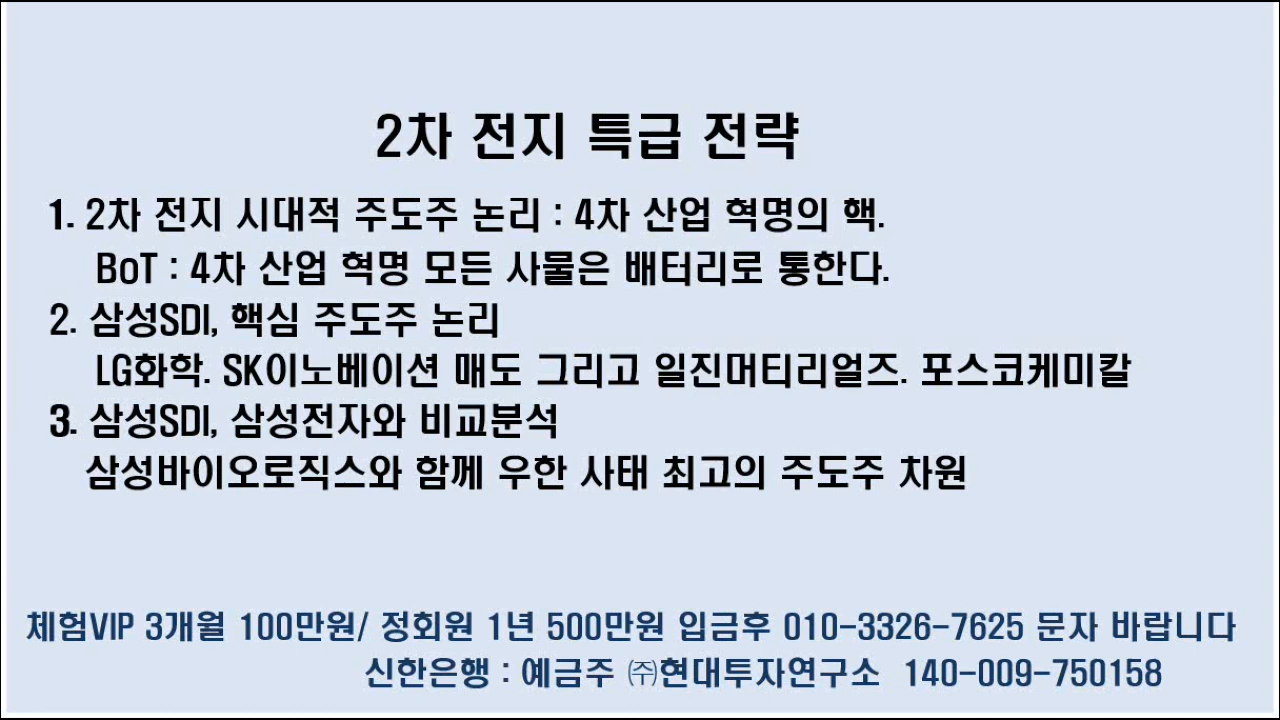 2차 전지 특급 전략
1. 2차 전지 시대적 주도주 논리 : 4차 산업 혁명의 핵.
BoT : 4차 산업 혁명 모든 사물은 배터리로 통한다.
2. 삼성SDI, 핵심 주도주 논리
LG화학. SK이노베이션 매도 그리고 일진머티리얼즈. 포스코케미칼
3. 삼성SDI, 삼성전자와 비교분석
삼성바이오로직스와 함께 우한 사태 최고의 주도주 차원
체험VIP 3개월 100만원/ 정회원 1년 500만원 입금후 010-3326-7625 문자 바랍니다
신한은행 : 예금주 ㈜현대투자연구소 140-009-750158